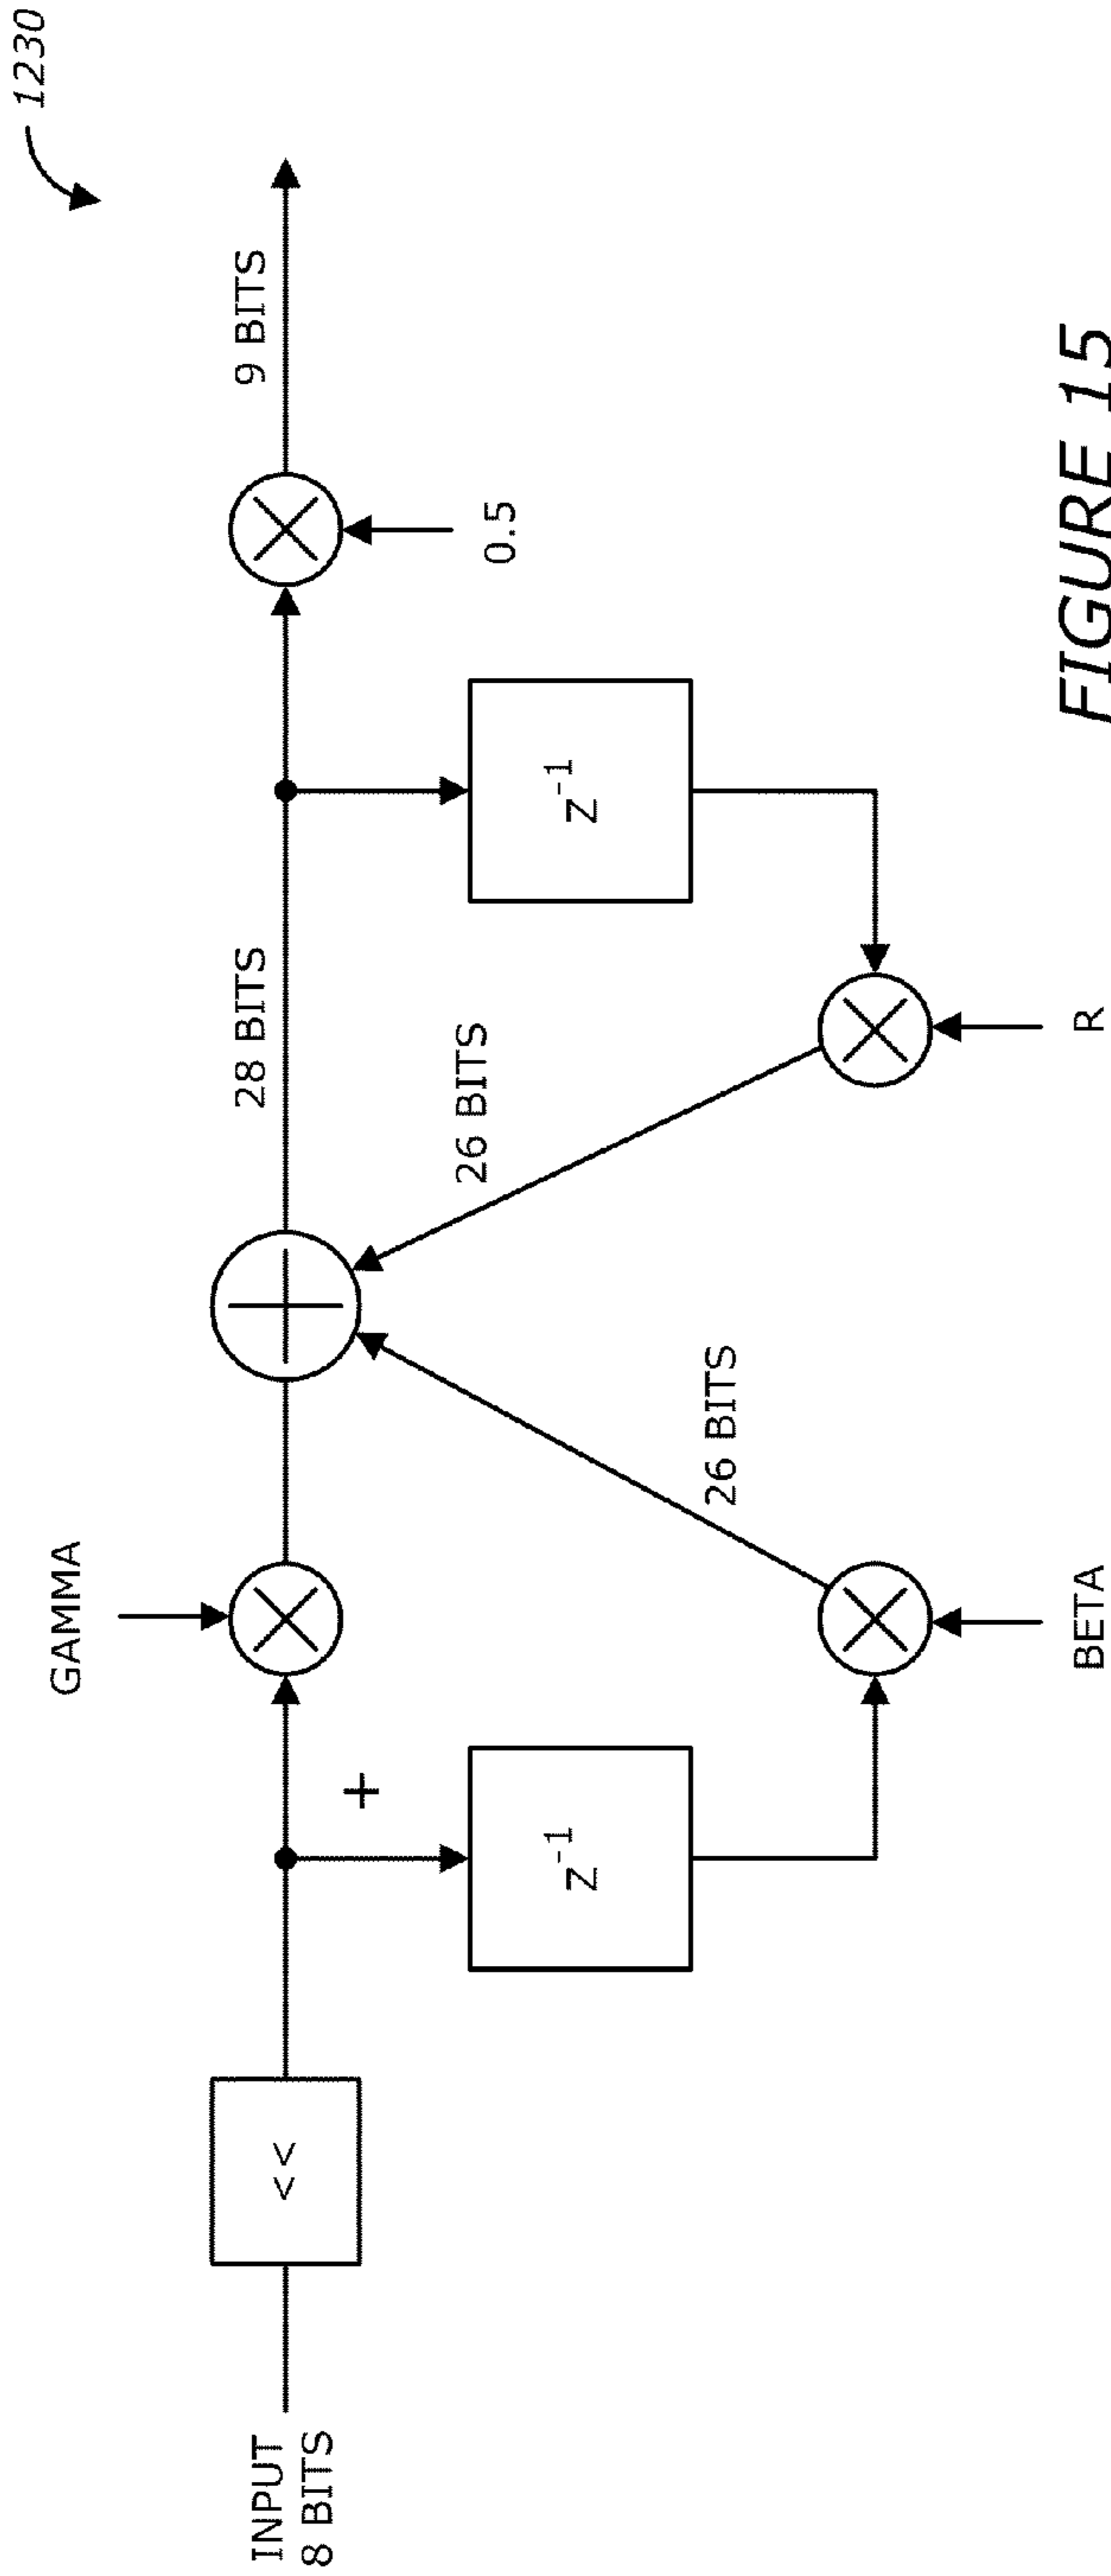 1230
GAMMA
INPUT
8 BITS
<<
+
Z-1
BETA
26 BITS
28 BITS
26 BITS
Z-1
R
0.5
9 BITS
FIGURE 15